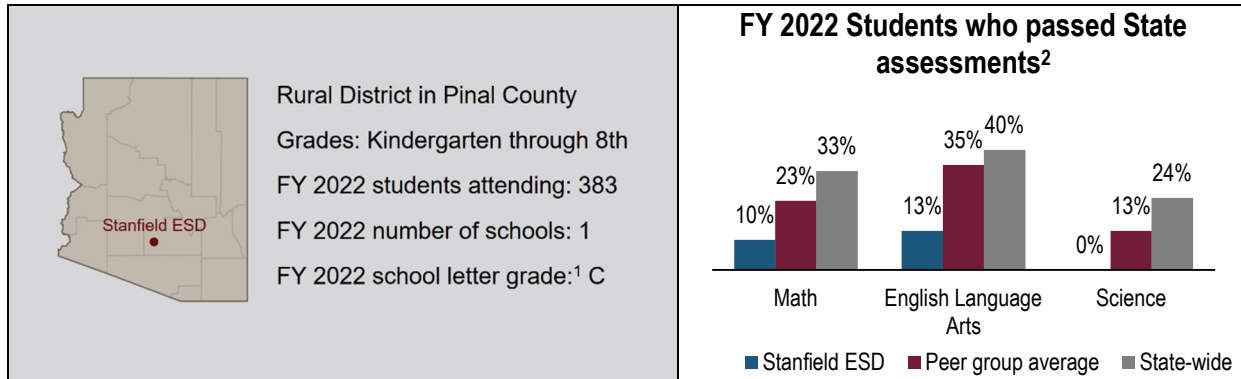 Stanfield ESD
Rural District in Pinal County
Grades: Kindergarten through 8th
FY 2022 students attending: 383
FY 2022 number of schools: 1
FY 2022 school letter grade:¹ C
FY 2022 Students who passed State
assessments²
10%
23%
33%
13%
35%
40%
0%
13%
24%
Math
English Language
Arts
Science
Stanfield ESD
Peer group average
State-wide